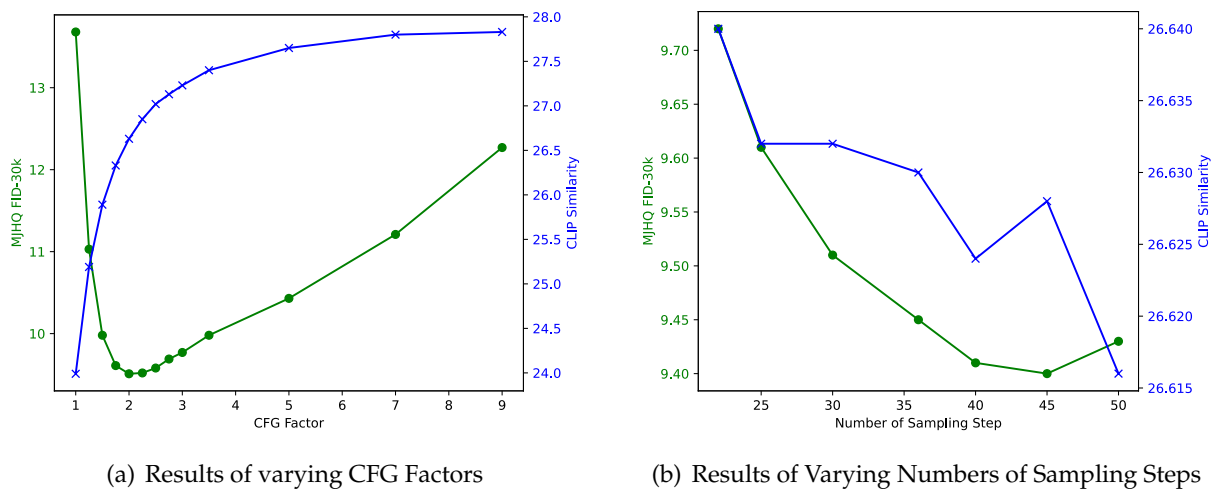 13
12
11
10
MJHQ FID-30k
28.0
27.5
27.0
26.5
26.0
25.5
25.0
24.5
24.0
CLIP Similarity
1 2 3 4 5 6 7 8 9
CFG Factor
(a) Results of varying CFG Factors
9.70
9.65
9.60
9.55
9.50
9.45
9.40
MJHQ FID-30k
26.640
26.635
26.630
26.625
26.620
26.615
CLIP Similarity
25 30 35 40 45 50
Number of Sampling Step
(b) Results of Varying Numbers of Sampling Steps